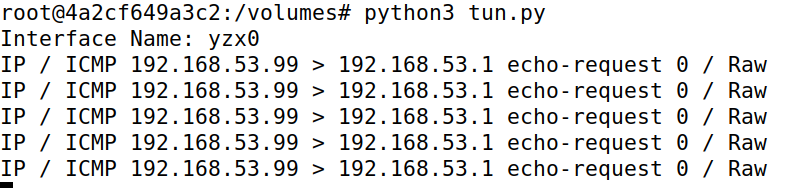 root@4a2cf649a3c2:/volumes# python3 tun.py
Interface Name: yzx0
IP / ICMP 192.168.53.99 > 192.168.53.1 echo-request 0 / Raw
IP / ICMP 192.168.53.99 > 192.168.53.1 echo-request 0 / Raw
IP / ICMP 192.168.53.99 > 192.168.53.1 echo-request 0 / Raw
IP / ICMP 192.168.53.99 > 192.168.53.1 echo-request 0 / Raw
IP / ICMP 192.168.53.99 > 192.168.53.1 echo-request 0 / Raw